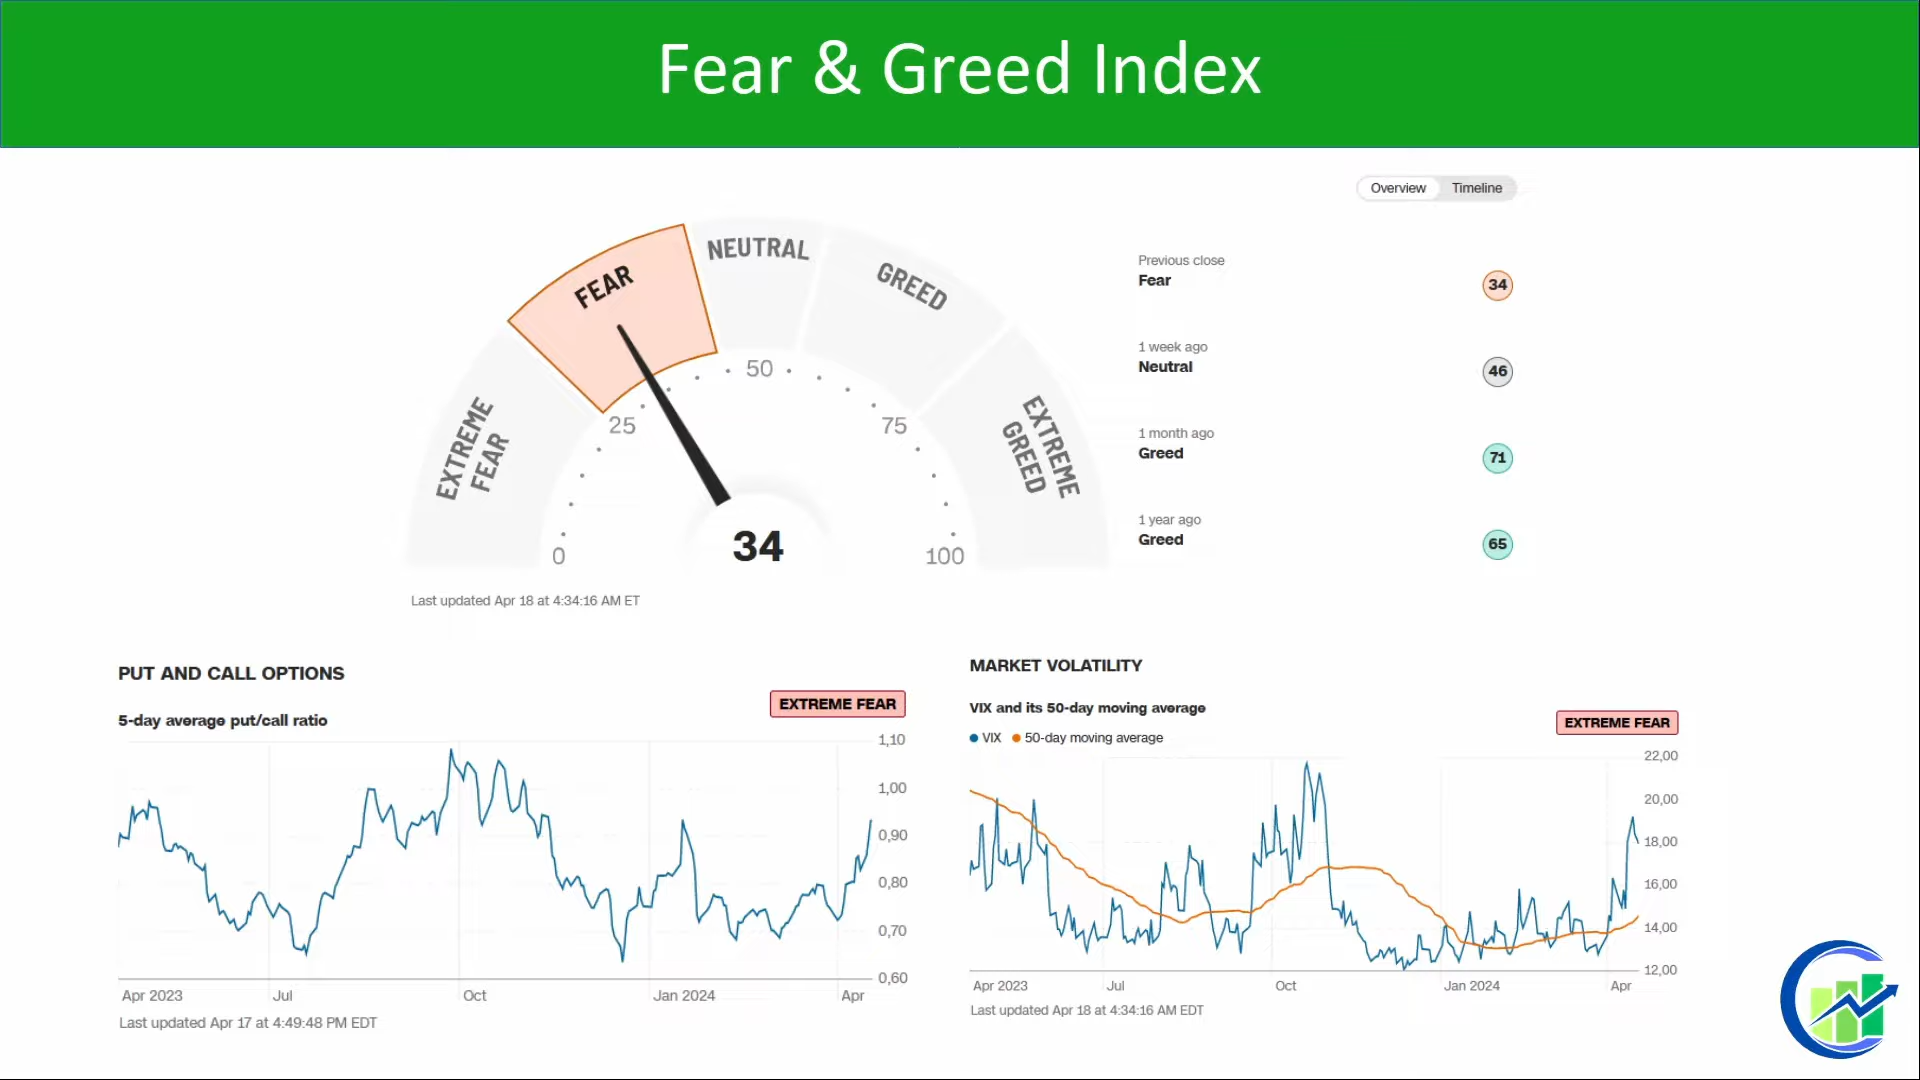 Fear & Greed Index
Overview Timeline
EXTREME FEAR
FEAR
NEUTRAL
GREED
EXTREME GREED
0
25
50
75
100
34
Last updated Apr 18 at 4:34:16 AM ET
Previous close
Fear
34
1 week ago
Neutral
46
1 month ago
Greed
71
1 year ago
Greed
65
PUT AND CALL OPTIONS
5-day average put/call ratio
EXTREME FEAR
1,10
1,00
0,90
0,80
0,70
0,60
Apr 2023 Jul Oct Jan 2024 Apr
Last updated Apr 17 at 4:49:48 PM EDT
MARKET VOLATILITY
VIX and its 50-day moving average
VIX 50-day moving average
EXTREME FEAR
22,00
20,00
18,00
16,00
14,00
12,00
Apr 2023 Jul Oct Jan 2024 Apr
Last updated Apr 18 at 4:34:16 AM EDT